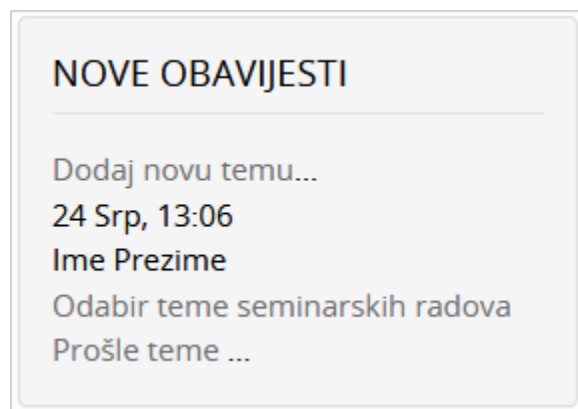 NOVE OBAVIJESTI
Dodaj novu temu...
24 Srp, 13:06
Ime Prezime
Odabir teme seminarskih radova
Prošle teme ...